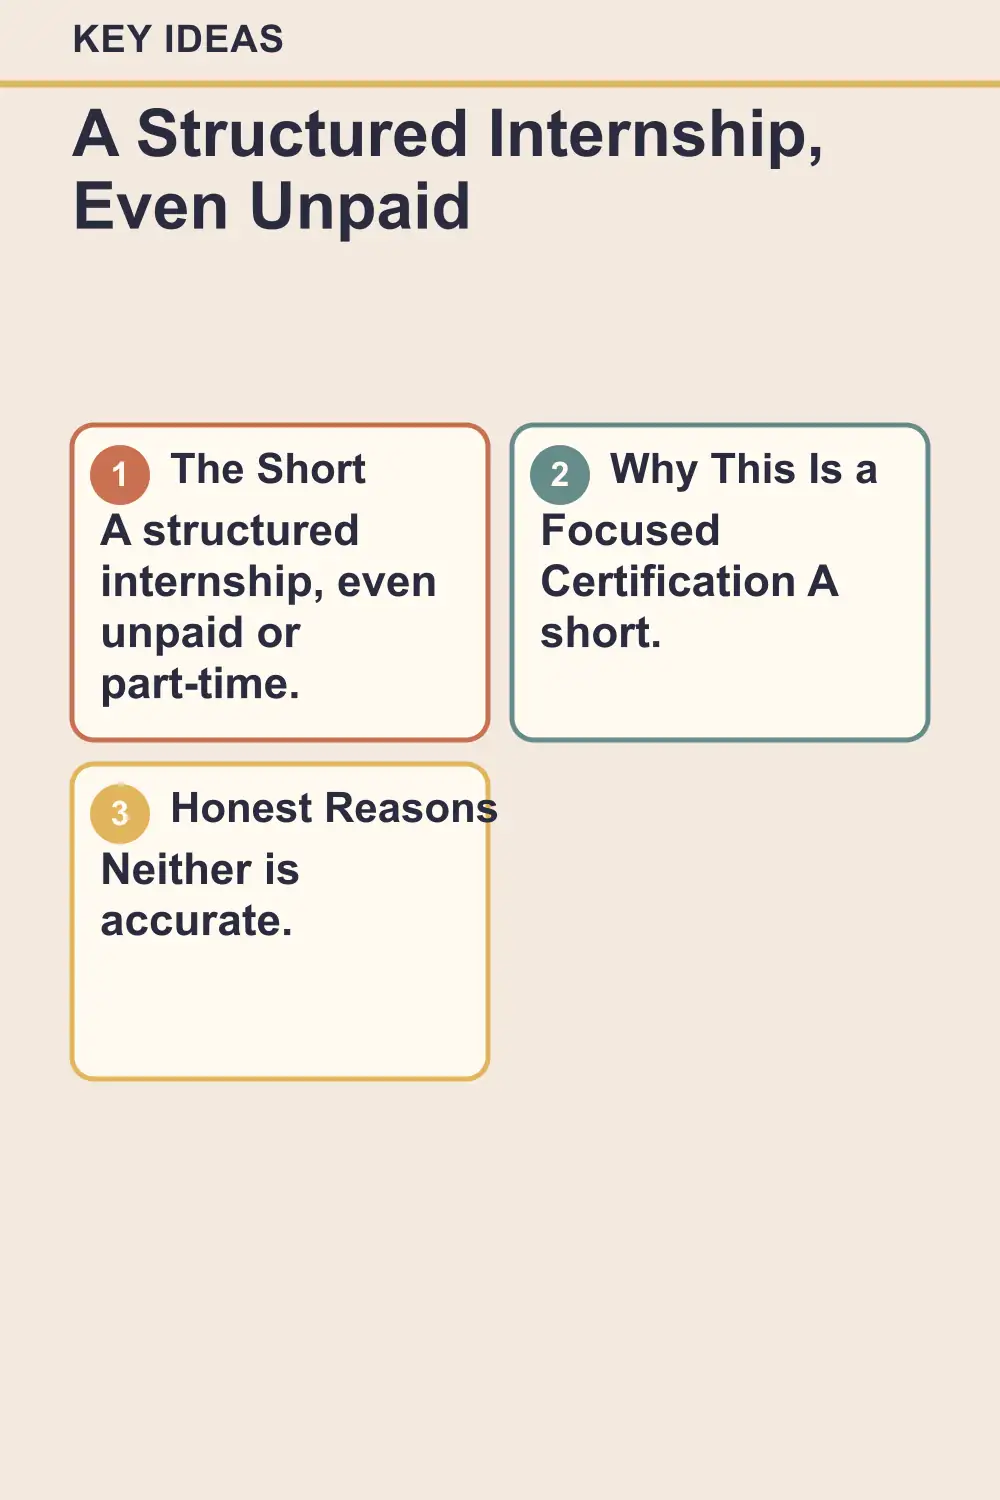 KEY IDEAS
A Structured Internship,
Even Unpaid
1 The Short
A structured
internship, even
unpaid or
part-time.
2 Why This Is a
Focused
Certification A
short.
3 Honest Reasons
Neither is
accurate.